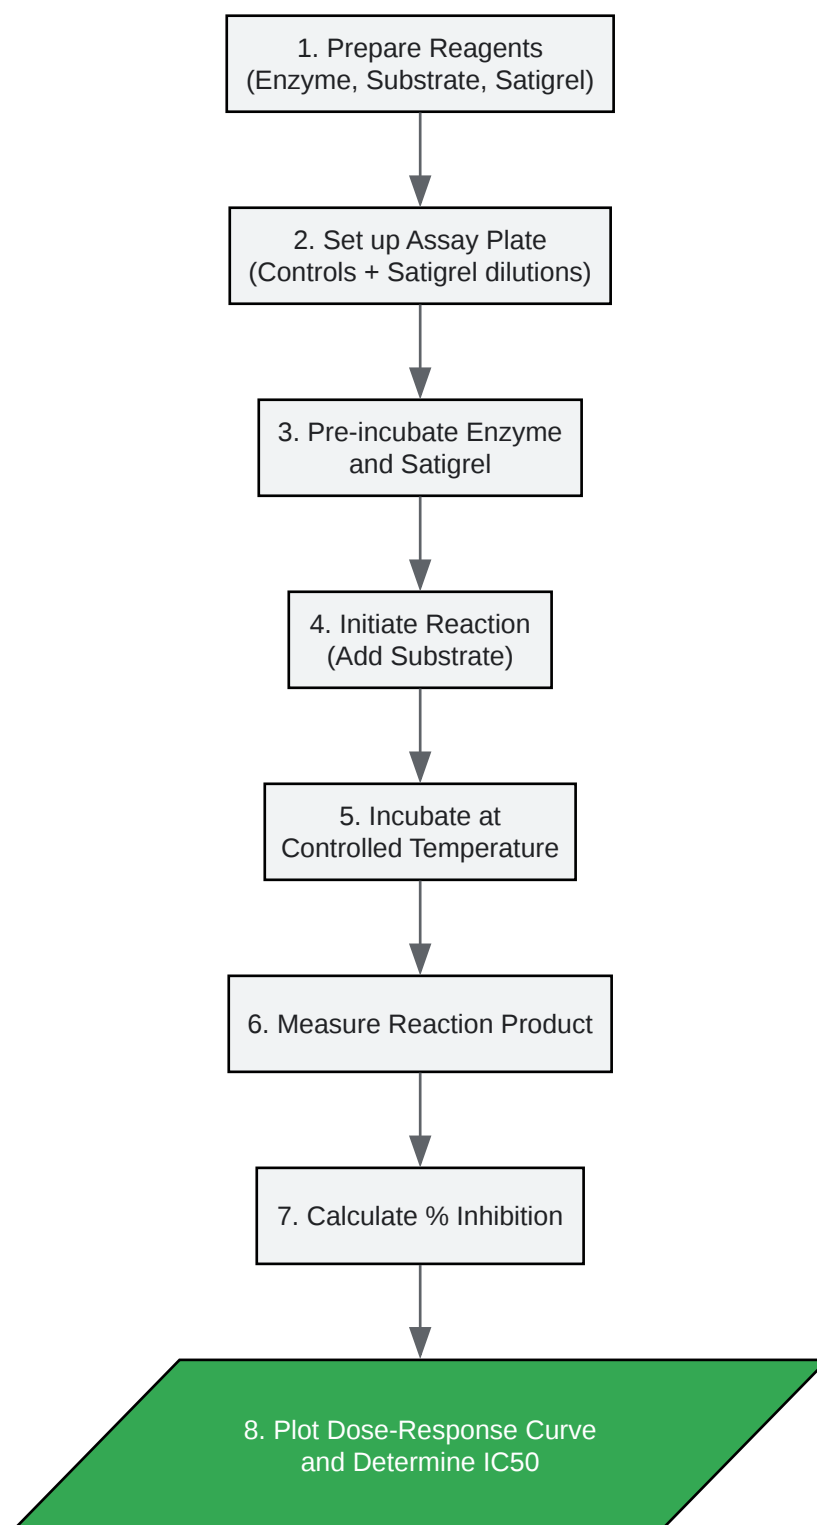 1. Prepare Reagents
(Enzyme, Substrate, Satigrel)
2. Set up Assay Plate
(Controls + Satigrel dilutions)
3. Pre-incubate Enzyme
and Satigrel
4. Initiate Reaction
(Add Substrate)
5. Incubate at
Controlled Temperature
6. Measure Reaction Product
7. Calculate % Inhibition
8. Plot Dose-Response Curve
and Determine IC50